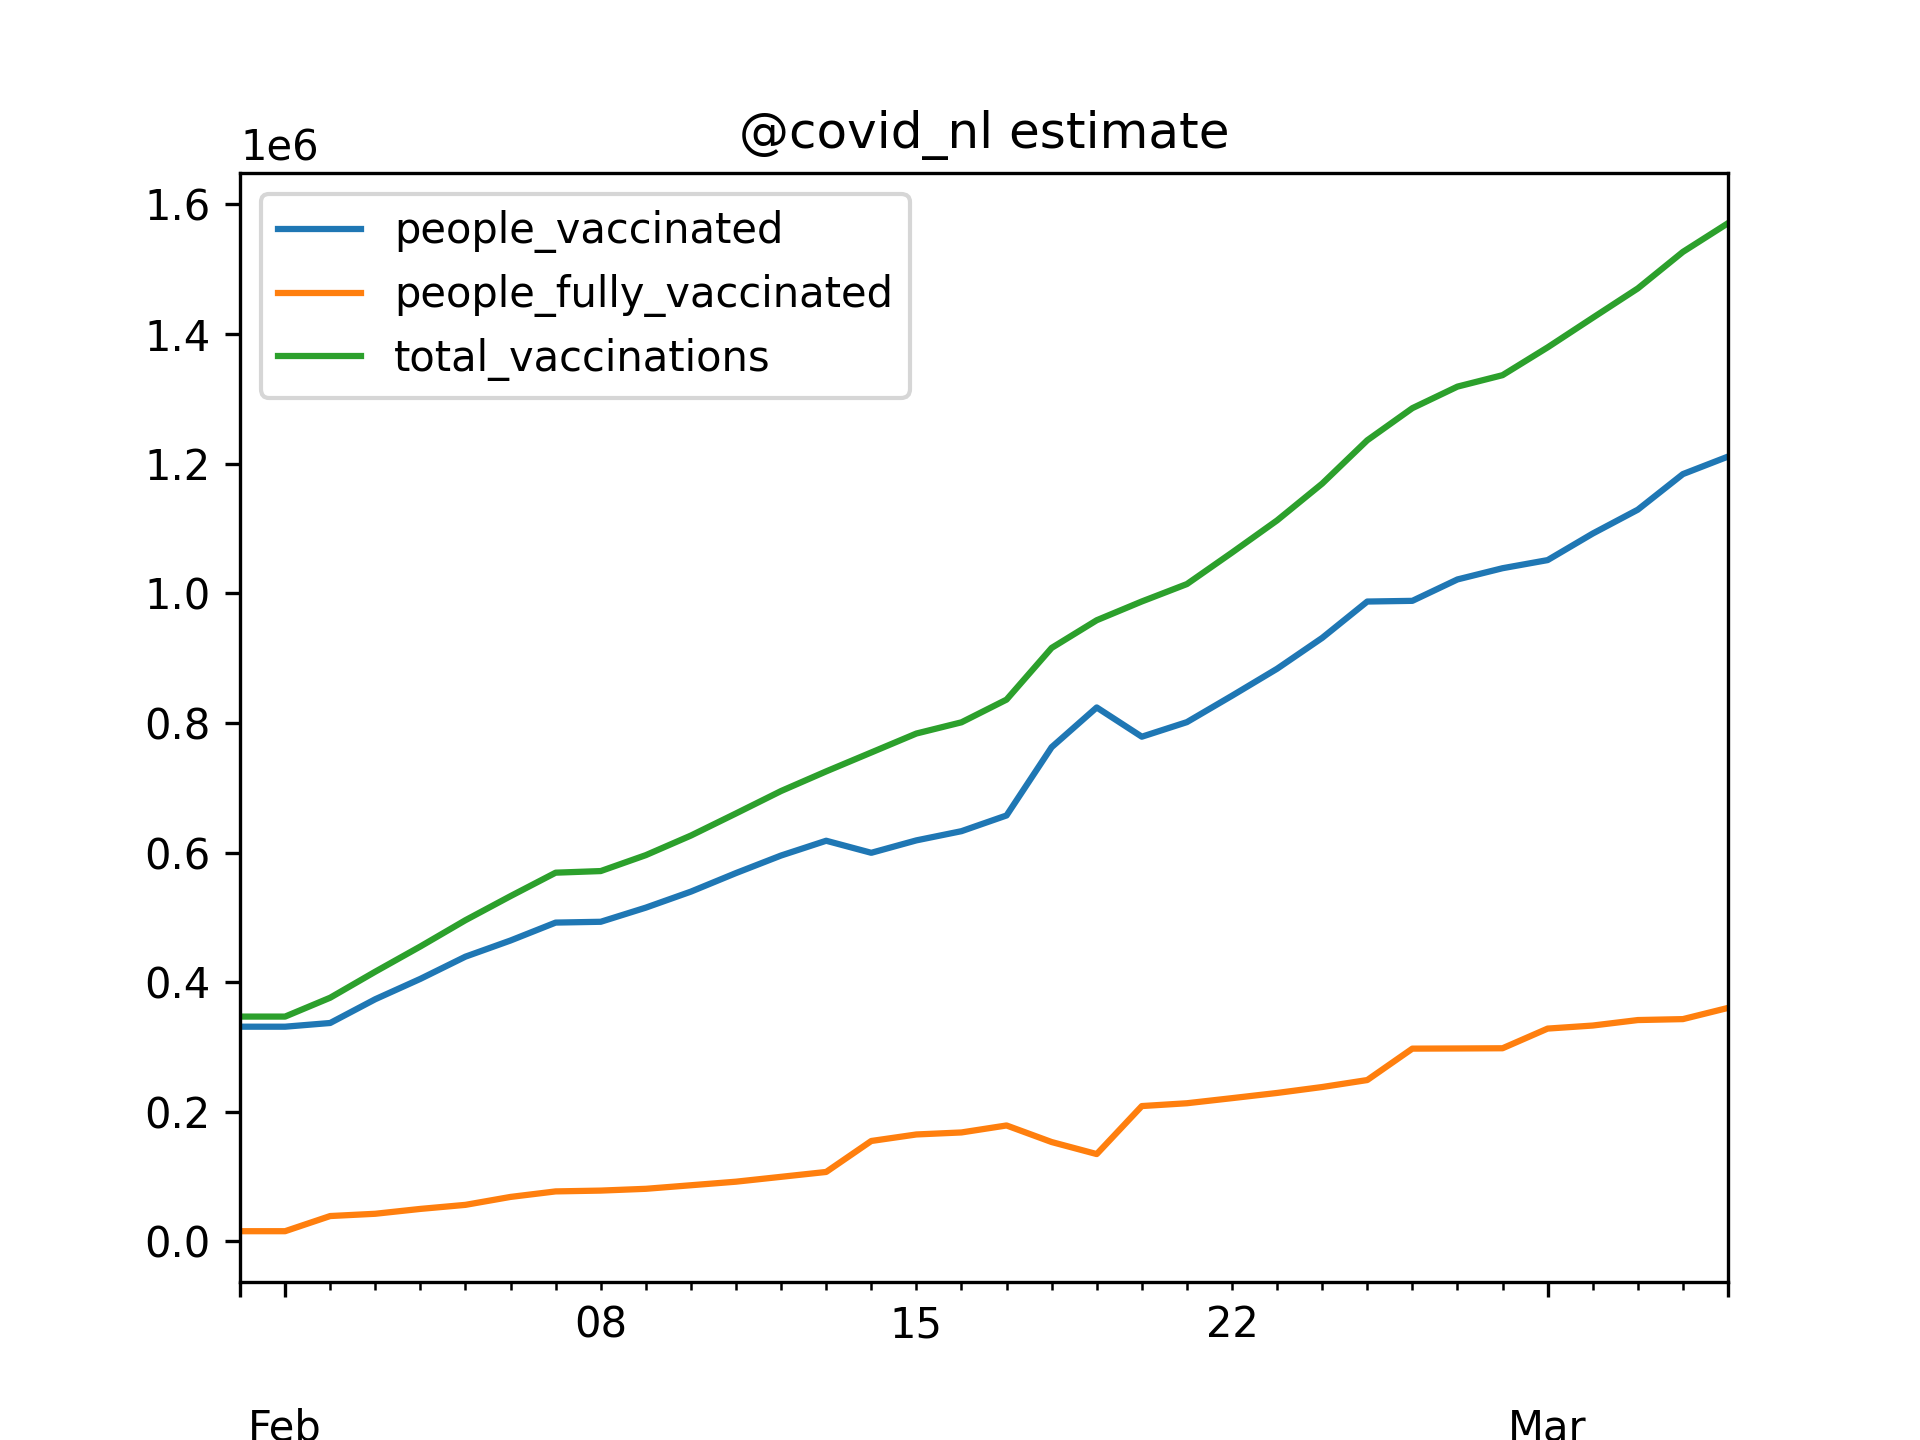 @covid_nl estimate
1e6
1.6
1.4
1.2
1.0
0.8
0.6
0.4
0.2
0.0
people_vaccinated
people_fully_vaccinated
total_vaccinations
08 15 22
Feb Mar